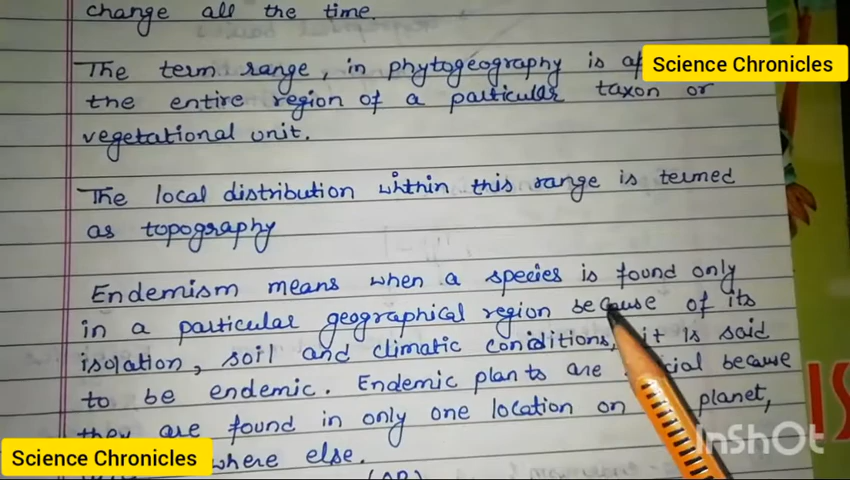 change all the time.
The term range, in phytogeography is
Science Chronicles
the entire region of a particular taxon or
vegetational unit.
The local distribution within this range is termed
as topography
Endemism means when a species is found only
in a particular geographical region because of its
isolation, soil and climatic conditions, it is said
to be endemic. Endemic plants are because
they are found in only one location on planet,
Science Chronicles
where else.
(OR)
InShOt